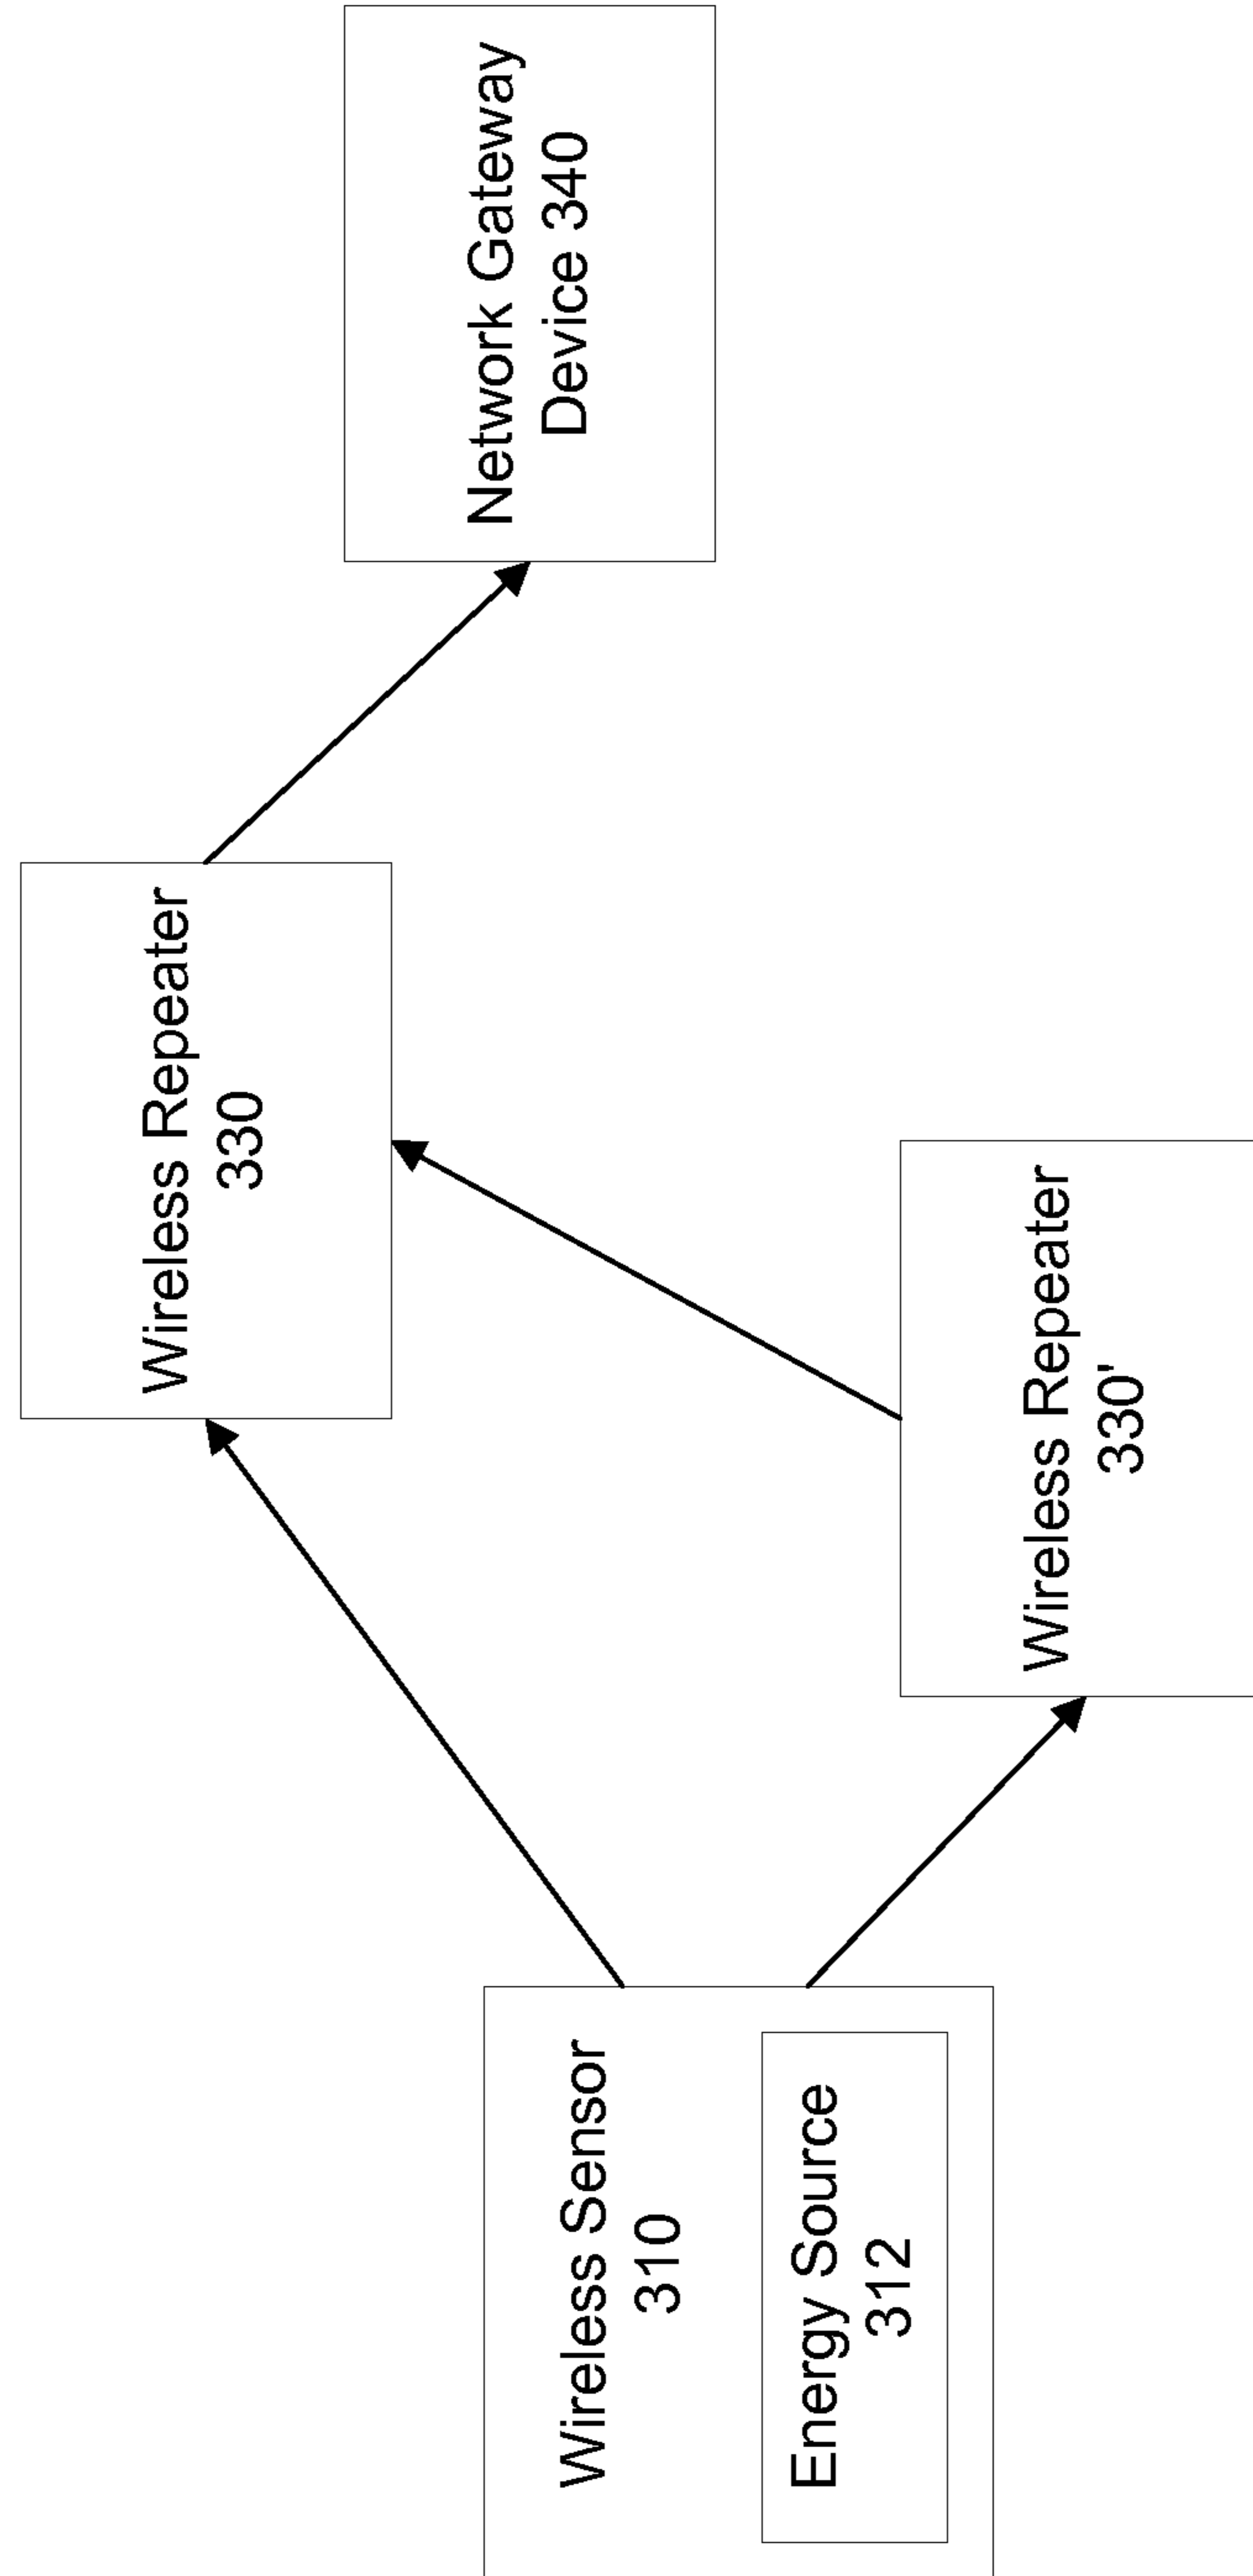 Wireless Sensor
310
Energy Source
312
Wireless Repeater
330
Wireless Repeater
330'
Network Gateway
Device 340